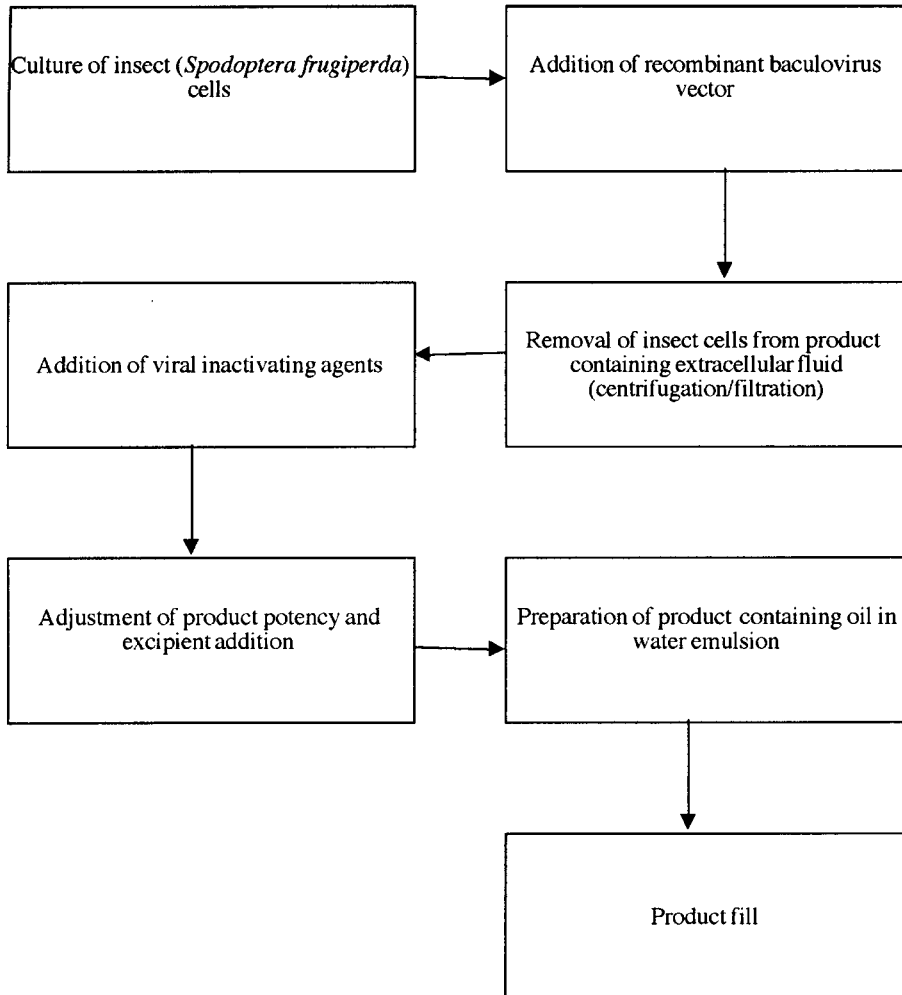 Culture of insect (Spodoptera frugiperda)
cells
Addition of recombinant baculovirus
vector
Removal of insect cells from product
containing extracellular fluid
(centrifugation/filtration)
Addition of viral inactivating agents
Adjustment of product potency and
excipient addition
Preparation of product containing oil in
water emulsion
Product fill